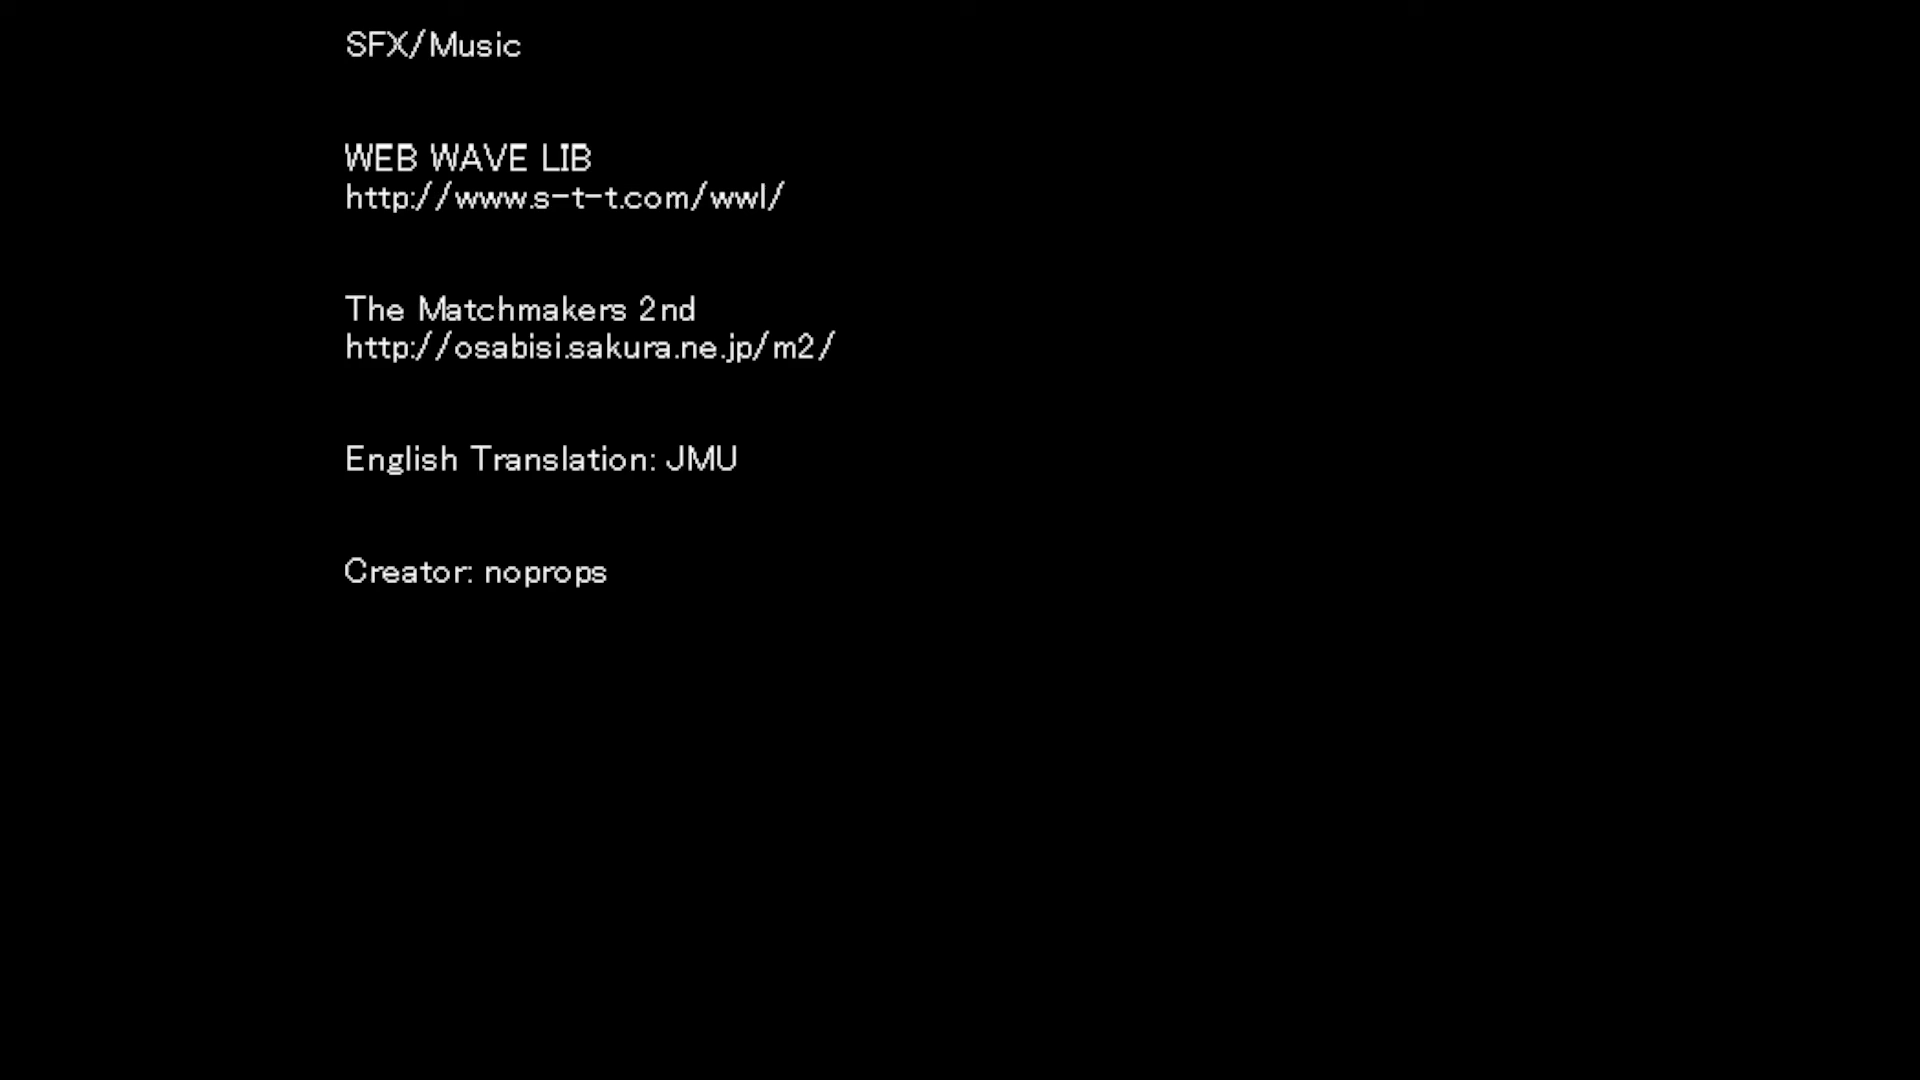 SFX/Music
WEB WAVE LIB
http://www.s-t-t.com/wwl/
The Matchmakers 2nd
http://osabisi.sakura.ne.jp/m2/
English Translation: JMU
Creator: noprops